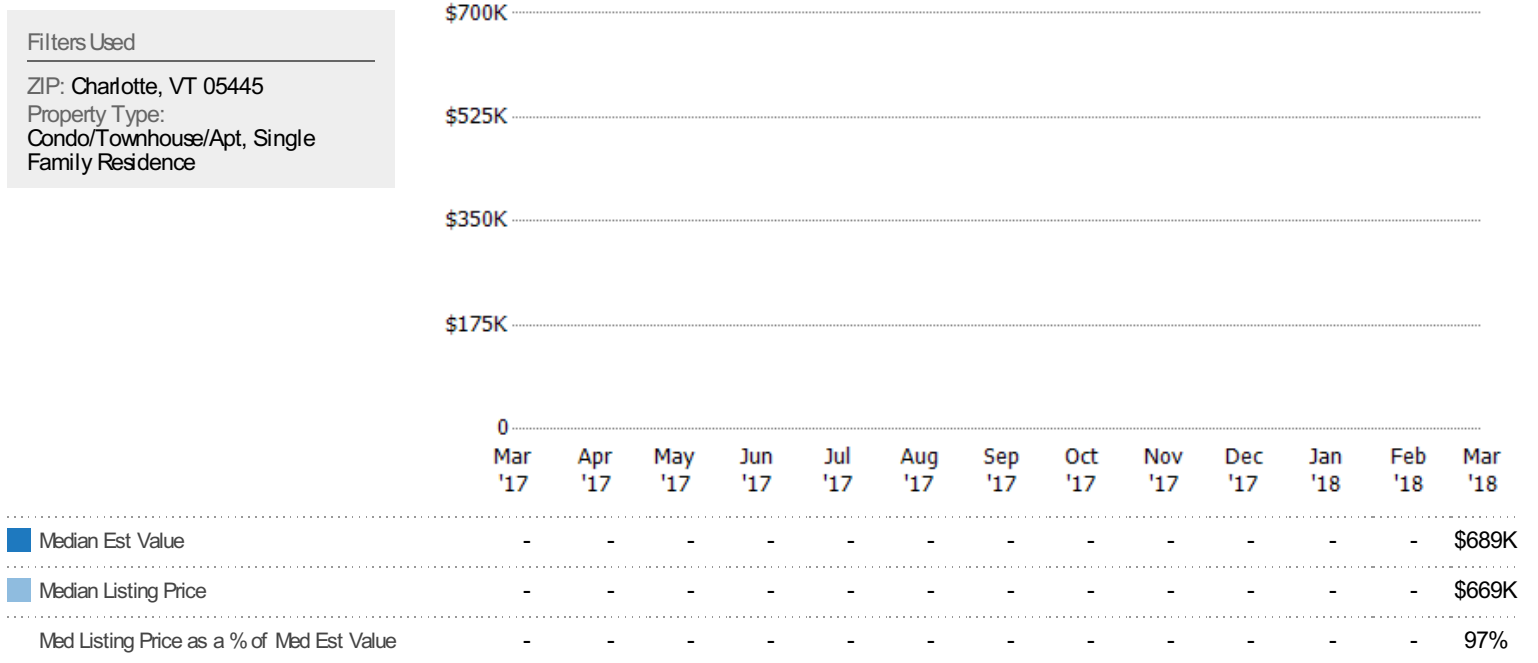 Filters Used
ZIP: Charlotte, VT 05445
Property Type:
Condo/Townhouse/Apt, Single
Family Residence
$700K
$525K
$350K
$175K
0
Mar Apr May Jun Jul Aug Sep Oct Nov Dec Jan Feb Mar
'17 '17 '17 '17 '17 '17 '17 '17 '17 '17 '18 '18 '18
Median Est Value - - - - - - - - - - - - $689K
Median Listing Price - - - - - - - - - - - - $669K
Med Listing Price as a % of Med Est Value - - - - - - - - - - - - 97%